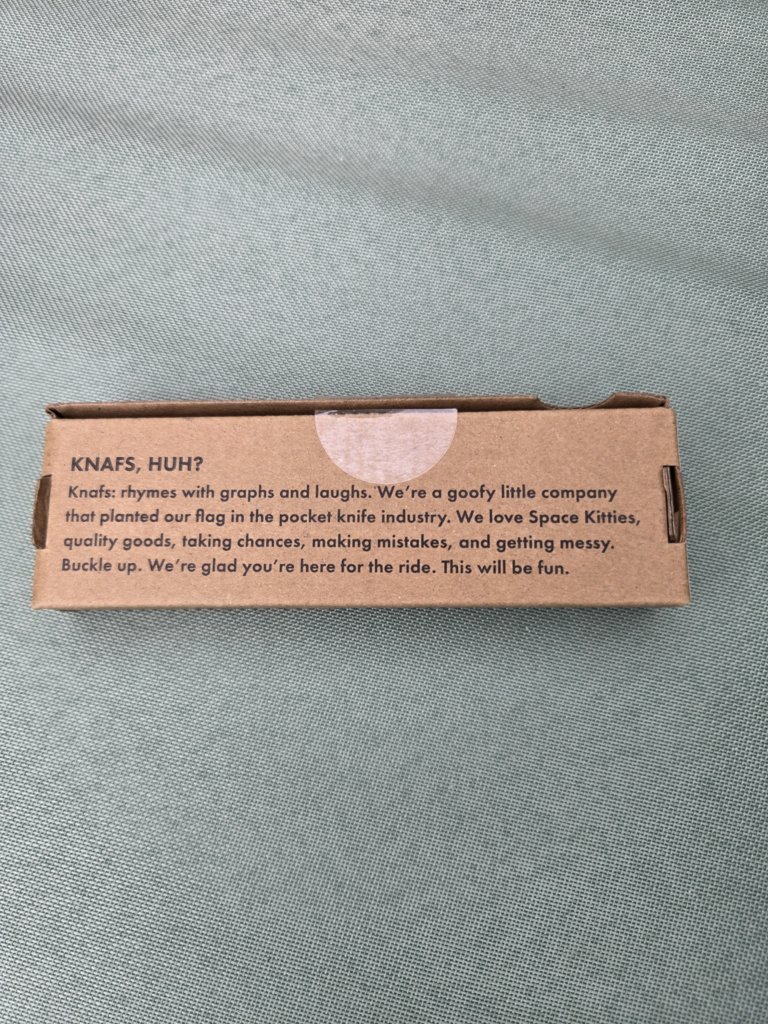 KNAFS, HUH?
Knafs: rhymes with graphs and laughs. We're a goofy little company
that planted our flag in the pocket knife industry. We love Space Kitties,
quality goods, taking chances, making mistakes, and getting messy.
Buckle up. We're glad you're here for the ride. This will be fun.